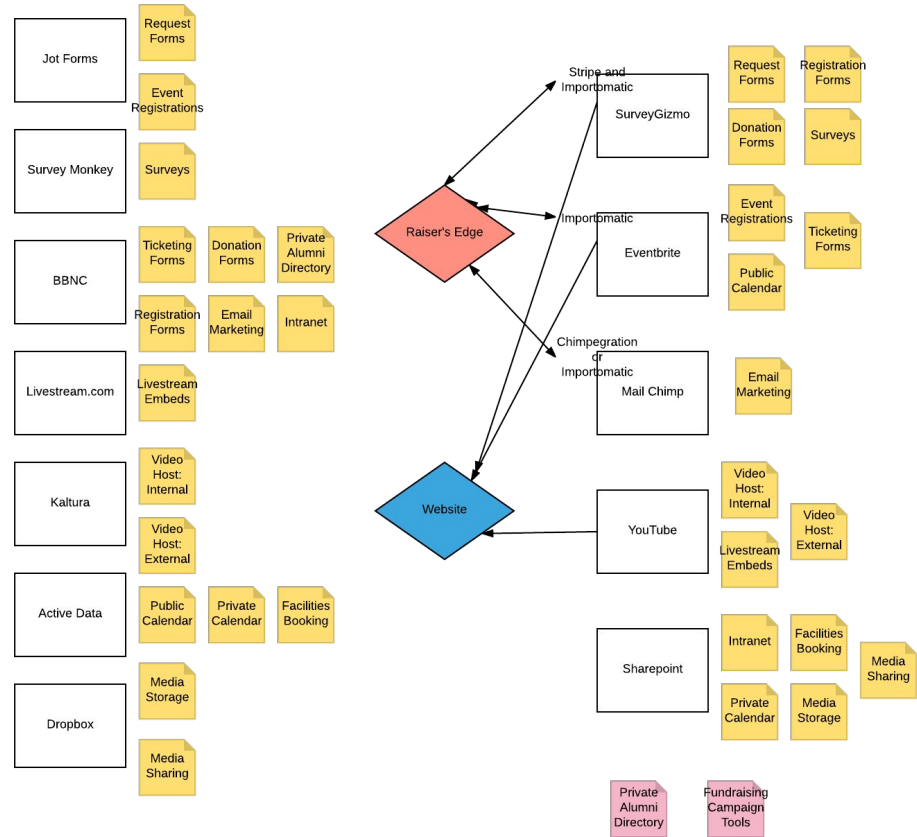 Jot Forms
Request
Forms
Event
Registrations
Survey Monkey
Surveys
BBNC
Ticketing
Forms
Donation
Forms
Private
Alumni
Directory
Registration
Forms
Email
Marketing
Intranet
Livestream.com
Livestream
Embeds
Kaltura
Video
Host:
Internal
Video
Host:
External
Active Data
Public
Calendar
Private
Calendar
Facilities
Booking
Dropbox
Media
Storage
Media
Sharing
Raiser's Edge
Website
Stripe and
Importomatic
SurveyGizmo
Request
Forms
Registration
Forms
Donation
Forms
Surveys
Importomatic
Eventbrite
Event
Registrations
Ticketing
Forms
Public
Calendar
Chimpegration
or
Importomatic
Mail Chimp
Email
Marketing
YouTube
Video
Host:
Internal
Video
Host:
External
Livestream
Embeds
Sharepoint
Intranet
Facilities
Booking
Media
Sharing
Private
Calendar
Media
Storage
Private
Alumni
Directory
Fundraising
Campaign
Tools